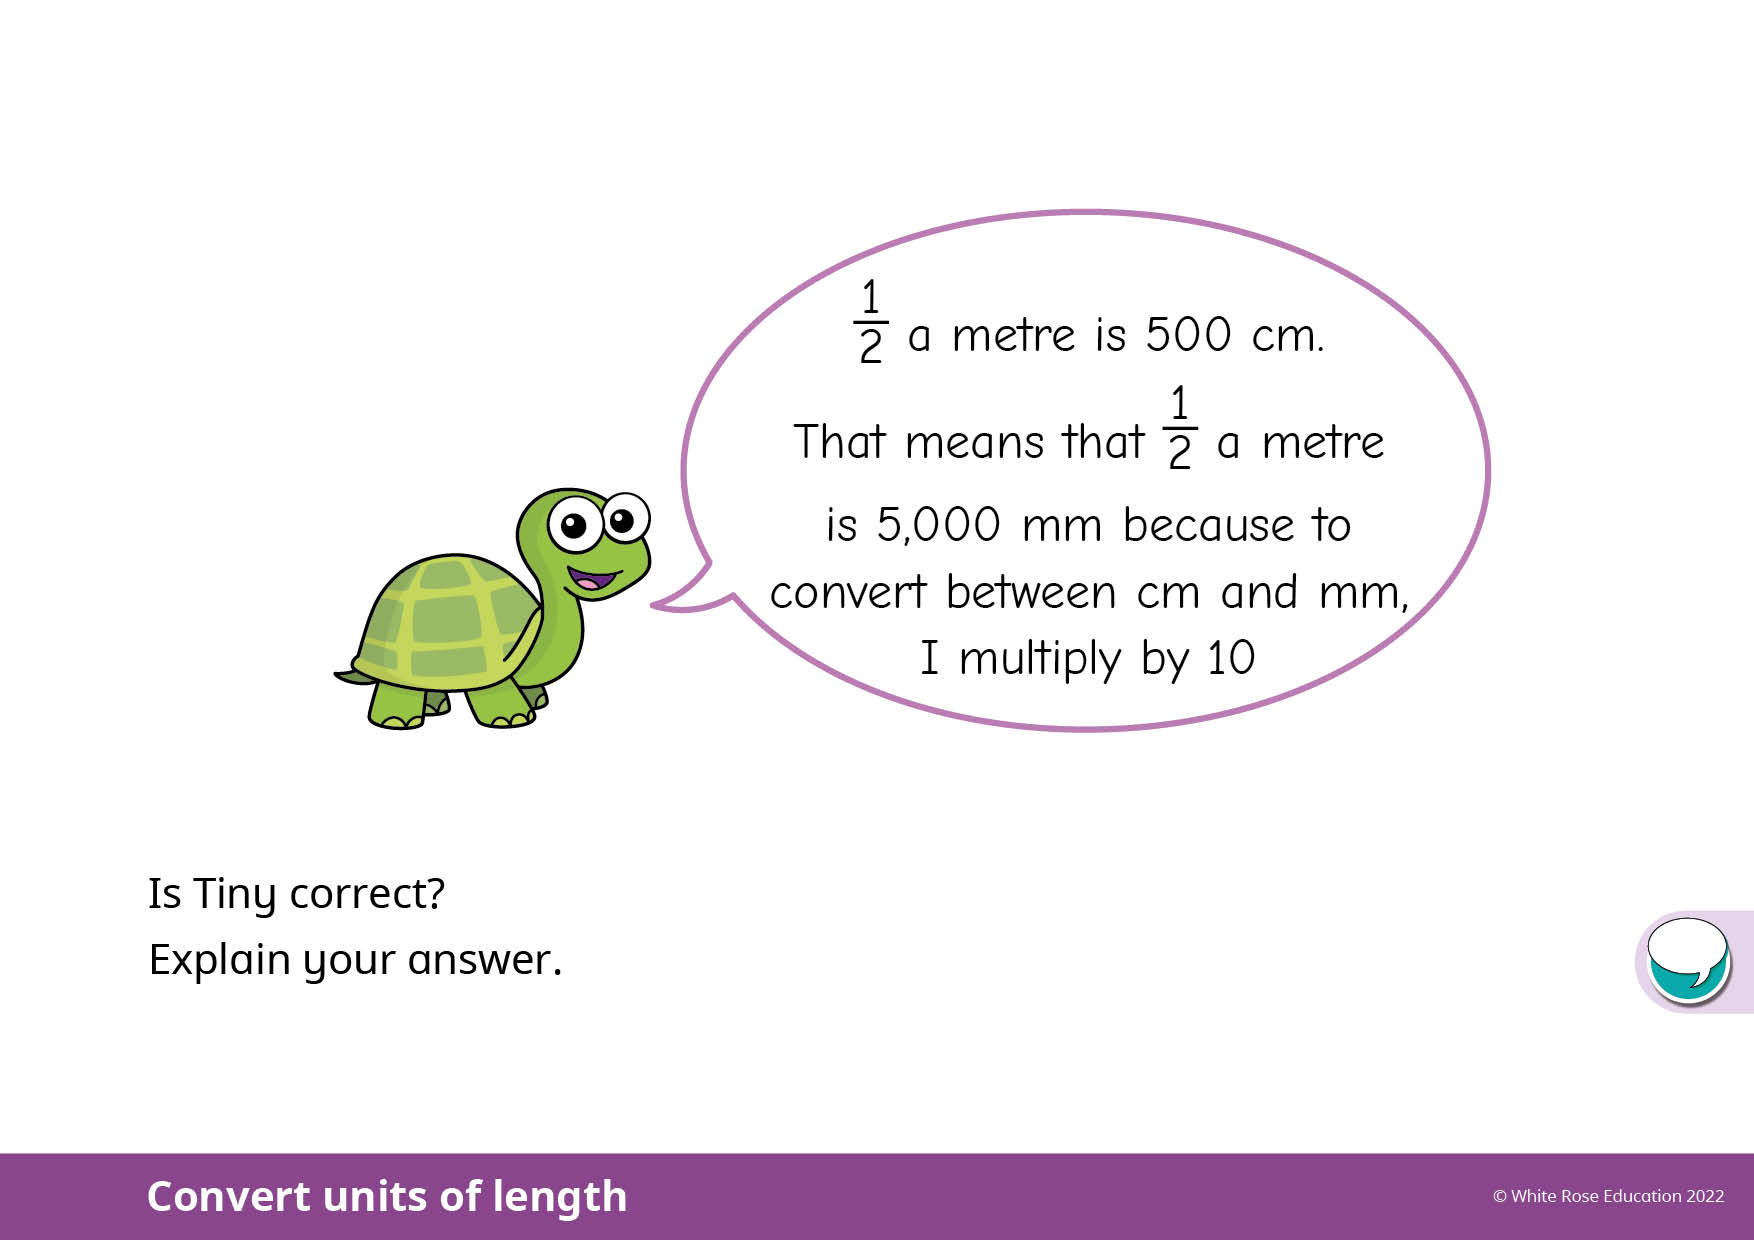 1/2 a metre is 500 cm.
That means that 1/2 a metre
is 5,000 mm because to
convert between cm and mm,
I multiply by 10
Is Tiny correct?
Explain your answer.
Convert units of length
© White Rose Education 2022